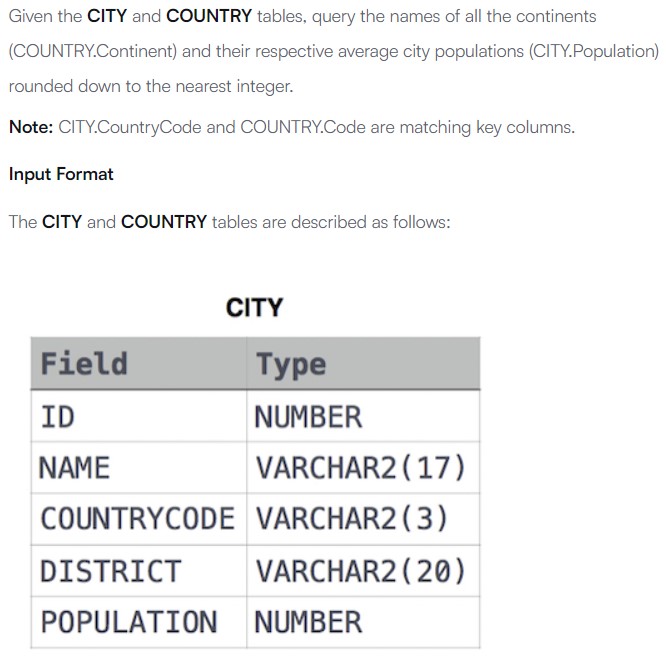 Given the CITY and COUNTRY tables, query the names of all the continents
(COUNTRY.Continent) and their respective average city populations (CITY.Population)
rounded down to the nearest integer.
Note: CITY.CountryCode and COUNTRY.Code are matching key columns.
Input Format
The CITY and COUNTRY tables are described as follows:
CITY
Field Type
ID NUMBER
NAME VARCHAR2(17)
COUNTRYCODE VARCHAR2(3)
DISTRICT VARCHAR2(20)
POPULATION NUMBER